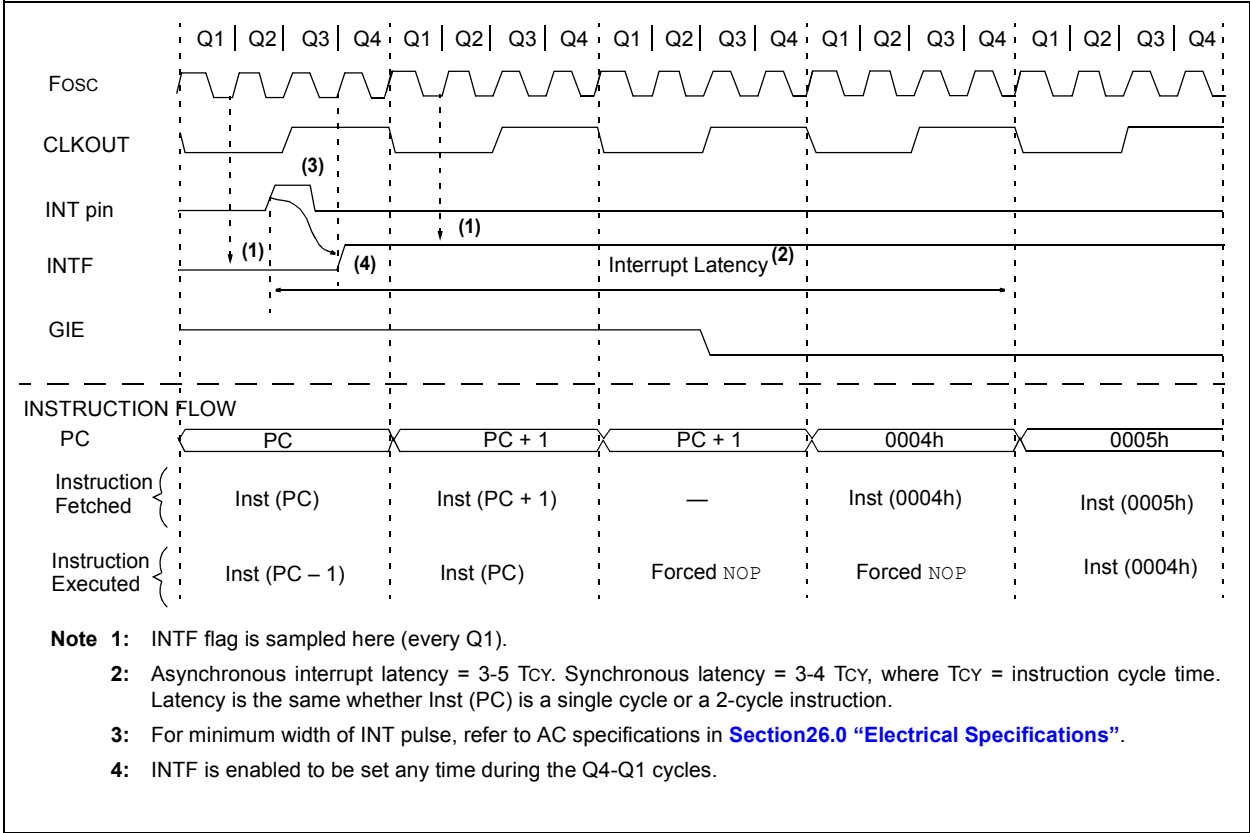 Q1 Q2 Q3 Q4 Q1 Q2 Q3 Q4 Q1 Q2 Q3 Q4 Q1 Q2 Q3 Q4 Q1 Q2 Q3 Q4
FOSC
CLKOUT
(3)
INT pin
(1)
(1)
INTF
(4)
Interrupt Latency(2)
GIE
INSTRUCTION FLOW
PC PC PC + 1 PC + 1 0004h 0005h
Instruction
Fetched
Inst (PC) Inst (PC + 1) — Inst (0004h) Inst (0005h)
Instruction
Executed
Inst (PC – 1) Inst (PC) Forced NOP Forced NOP Inst (0004h)
Note 1: INTF flag is sampled here (every Q1).
2: Asynchronous interrupt latency = 3-5 TCY. Synchronous latency = 3-4 TCY, where TCY = instruction cycle time.
Latency is the same whether Inst (PC) is a single cycle or a 2-cycle instruction.
3: For minimum width of INT pulse, refer to AC specifications in Section26.0 “Electrical Specifications”.
4: INTF is enabled to be set any time during the Q4-Q1 cycles.